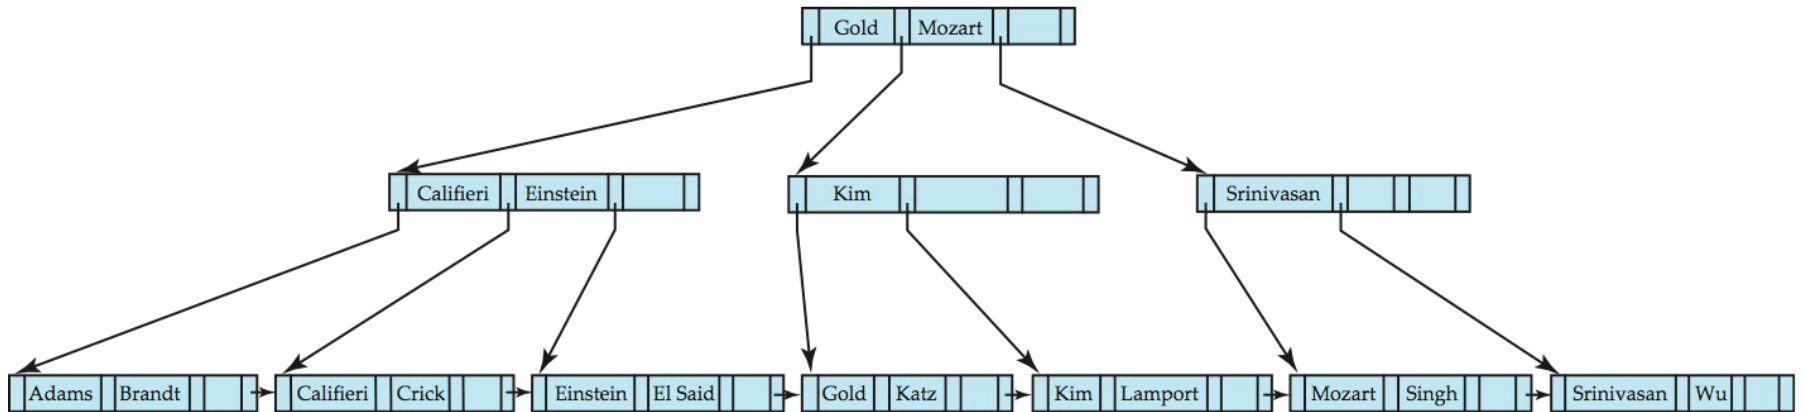 Gold Mozart
Califieri Einstein
Kim
Srinivasan
Adams Brandt
Califieri Crick
Einstein El Said
Gold Katz
Kim Lamport
Mozart Singh
Srinivasan Wu